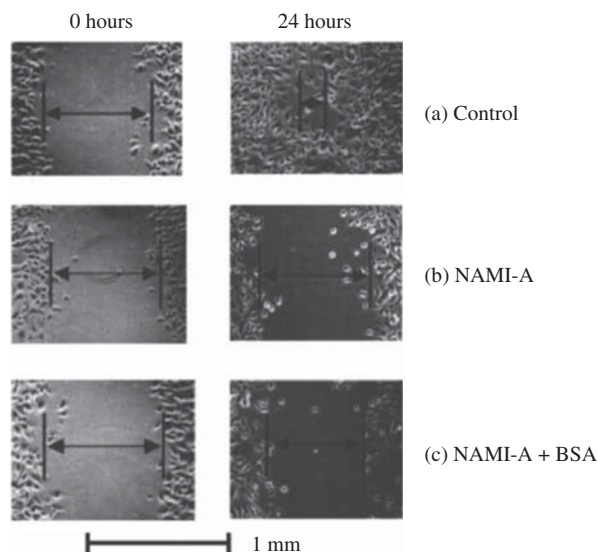 0 hours
24 hours
(a) Control
(b) NAMI-A
(c) NAMI-A + BSA
1 mm